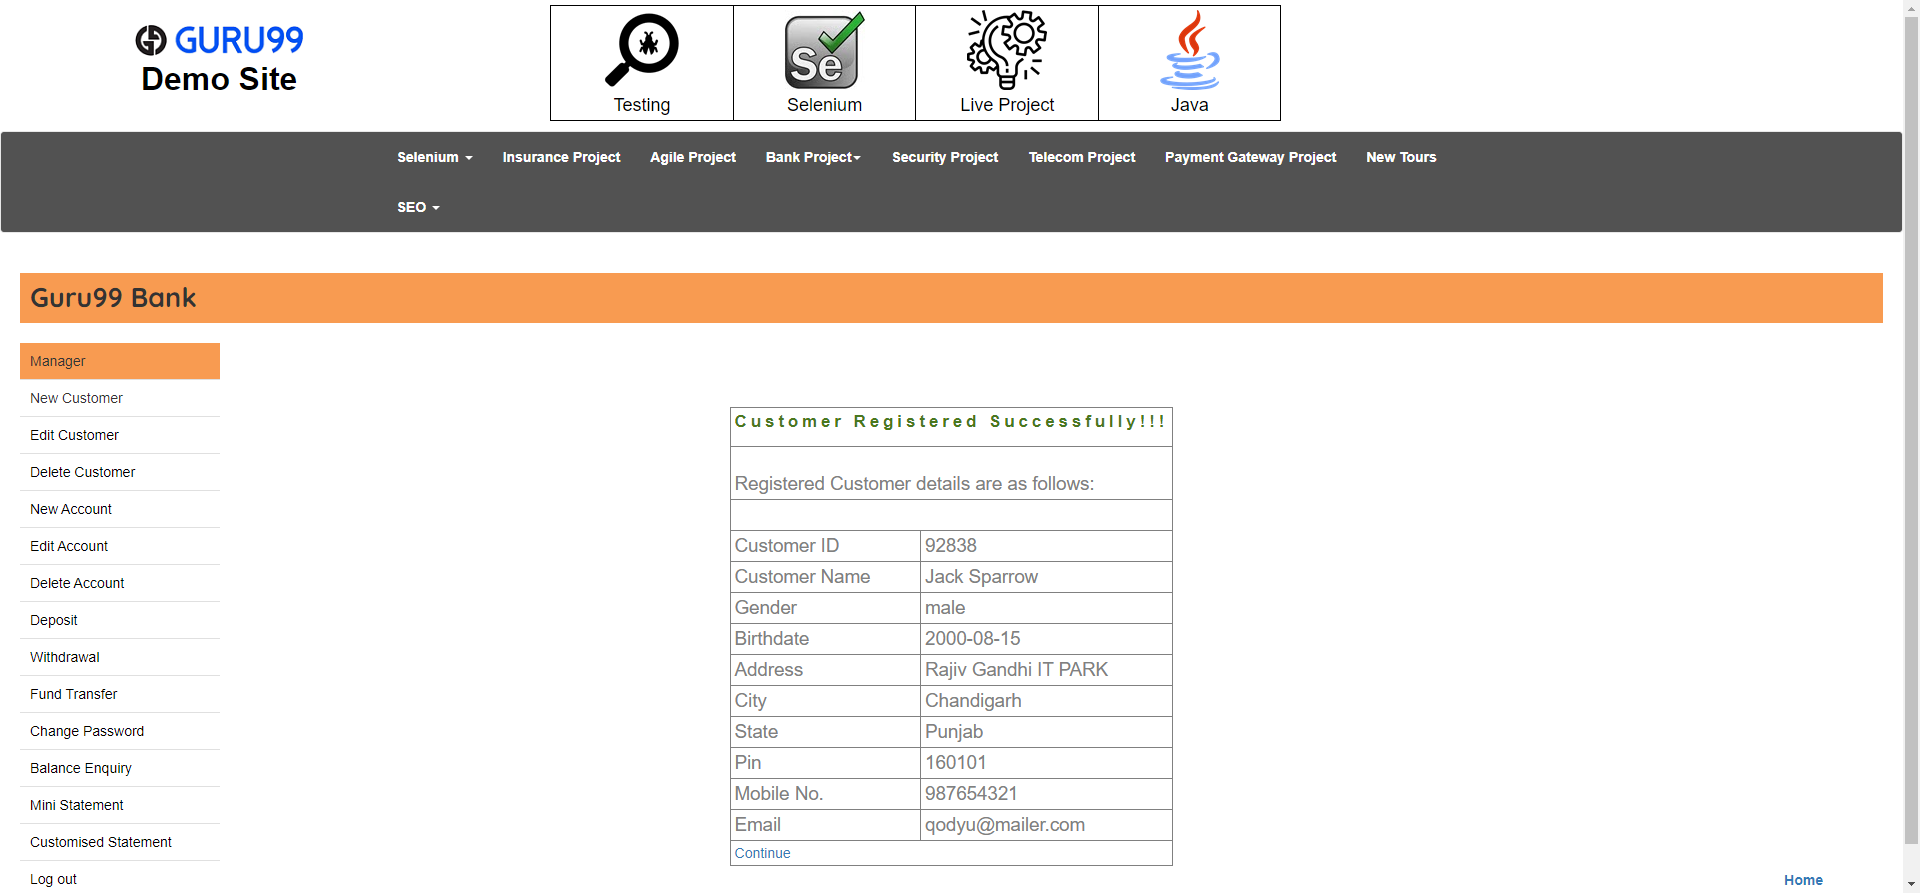 GURU99
Demo Site
Testing
Se
Selenium
Live Project
Java
Selenium
Insurance Project
Agile Project
Bank Project
Security Project
Telecom Project
Payment Gateway Project
New Tours
SEO
Guru99 Bank
Manager
New Customer
Edit Customer
Delete Customer
New Account
Edit Account
Delete Account
Deposit
Withdrawal
Fund Transfer
Change Password
Balance Enquiry
Mini Statement
Customised Statement
Log out
Customer Registered Successfully!!!
Registered Customer details are as follows:
Customer ID 92838
Customer Name Jack Sparrow
Gender male
Birthdate 2000-08-15
Address Rajiv Gandhi IT PARK
City Chandigarh
State Punjab
Pin 160101
Mobile No. 987654321
Email qodyu@mailer.com
Continue
Home